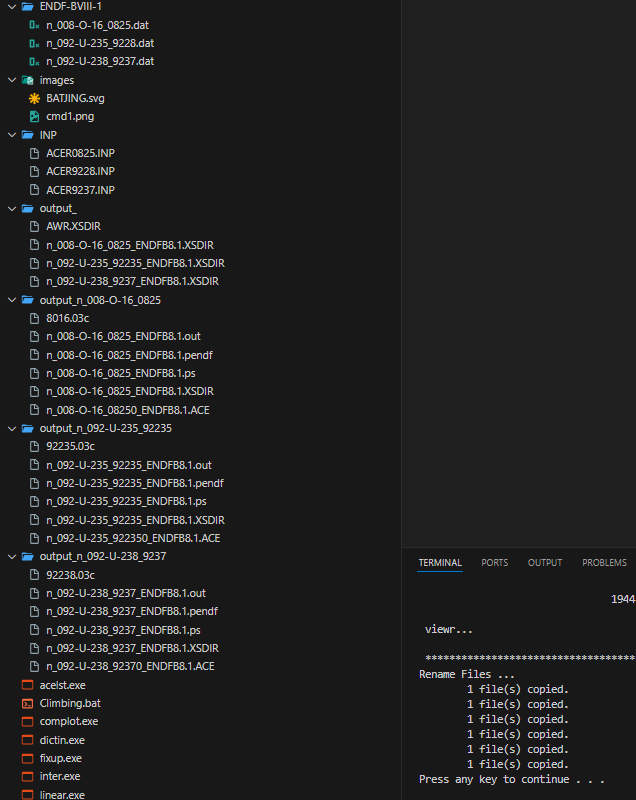 ENDF-BVIII-1
n_008-O-16_0825.dat
n_092-U-235_9228.dat
n_092-U-238_9237.dat
images
BATJING.svg
cmd1.png
INP
ACER0825.INP
ACER9228.INP
ACER9237.INP
output_
AWR.XSDIR
n_008-O-16_0825_ENDFB8.1.XSDIR
n_092-U-235_92235_ENDFB8.1.XSDIR
n_092-U-238_9237_ENDFB8.1.XSDIR
output_n_008-O-16_0825
8016.03c
n_008-O-16_0825_ENDFB8.1.out
n_008-O-16_0825_ENDFB8.1.pendf
n_008-O-16_0825_ENDFB8.1.ps
n_008-O-16_0825_ENDFB8.1.XSDIR
n_008-O-16_08250_ENDFB8.1.ACE
output_n_092-U-235_92235
92235.03c
n_092-U-235_92235_ENDFB8.1.out
n_092-U-235_92235_ENDFB8.1.pendf
n_092-U-235_92235_ENDFB8.1.ps
n_092-U-235_92235_ENDFB8.1.XSDIR
n_092-U-235_922350_ENDFB8.1.ACE
output_n_092-U-238_9237
92238.03c
n_092-U-238_9237_ENDFB8.1.out
n_092-U-238_9237_ENDFB8.1.pendf
n_092-U-238_9237_ENDFB8.1.ps
n_092-U-238_9237_ENDFB8.1.XSDIR
n_092-U-238_92370_ENDFB8.1.ACE
acelst.exe
Climbing.bat
complot.exe
dictin.exe
fixup.exe
inter.exe
linear.exe
TERMINAL PORTS OUTPUT PROBLEMS
1944
viewr...
***********************************
Rename Files ...
1 file(s) copied.
1 file(s) copied.
1 file(s) copied.
1 file(s) copied.
1 file(s) copied.
1 file(s) copied.
Press any key to continue . . .